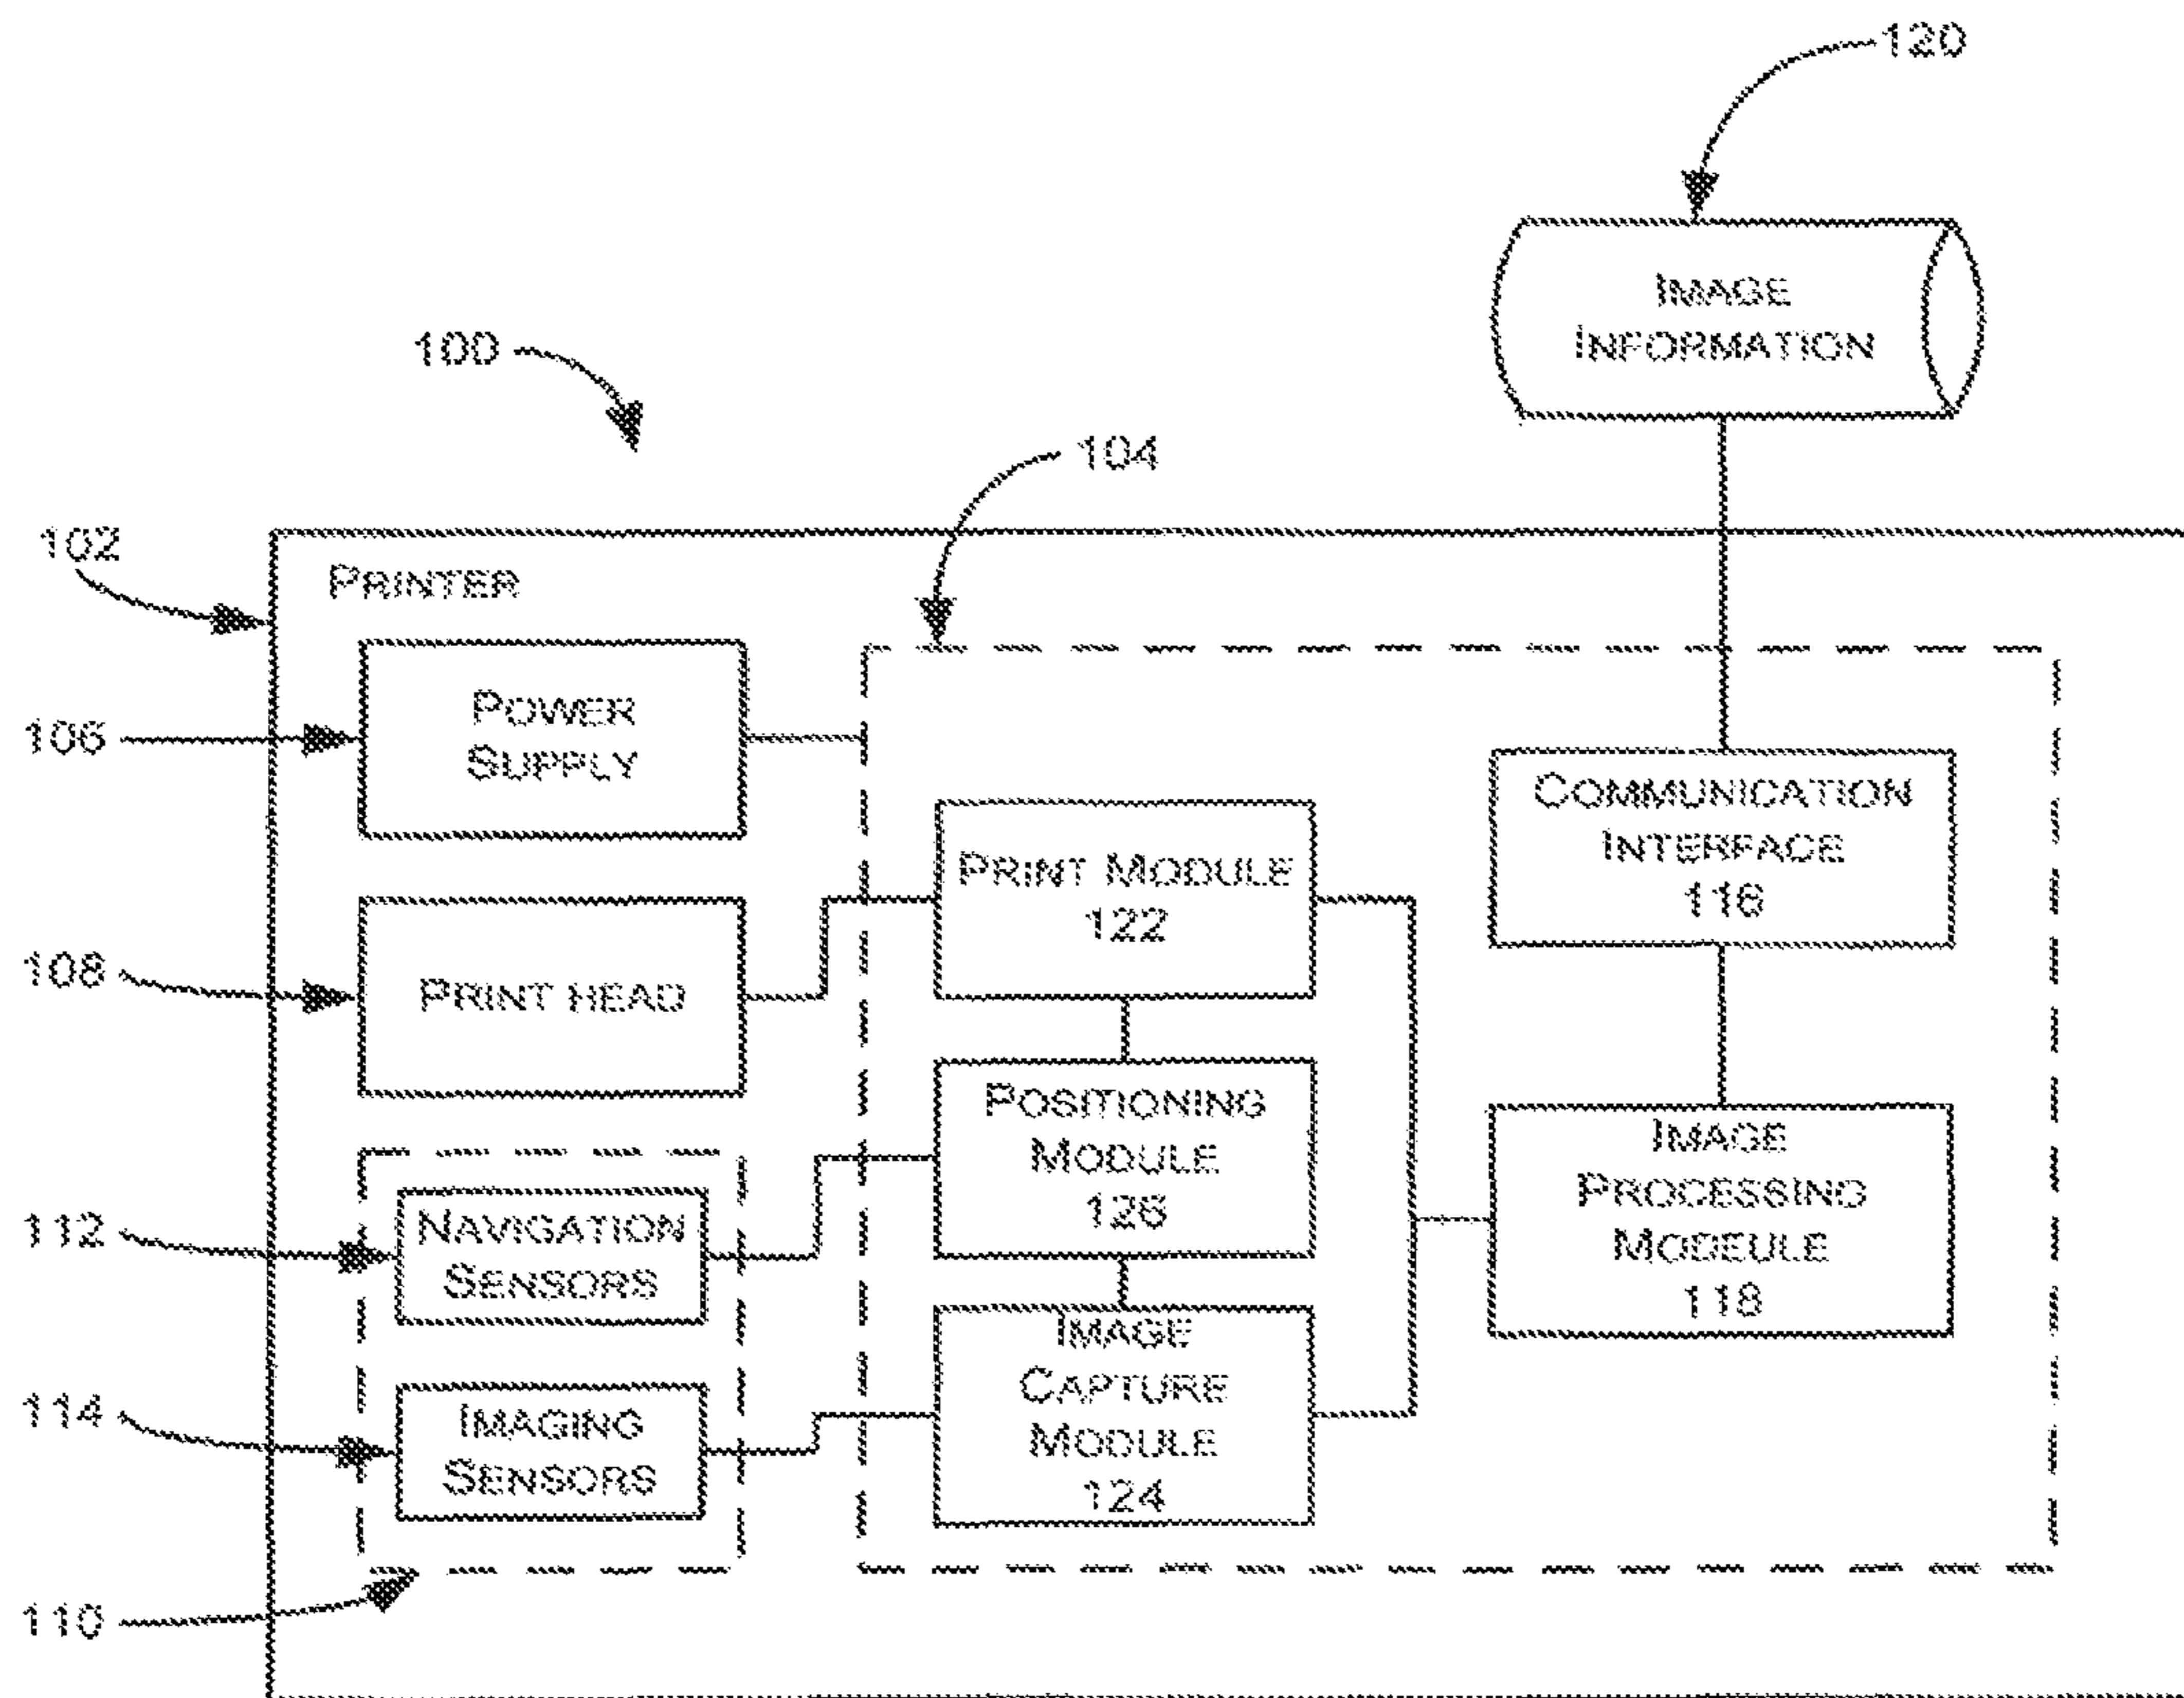 120
IMAGE
INFORMATION
100
104
102
PRINTER
106
POWER
SUPPLY
COMMUNICATION
INTERFACE
116
PRINT MODULE
122
108
PRINT HEAD
POSITIONING
MODULE
126
IMAGE
PROCESSING
MODEULE
118
112
NAVIGATION
SENSORS
IMAGE
CAPTURE
MODULE
124
114
IMAGING
SENSORS
110